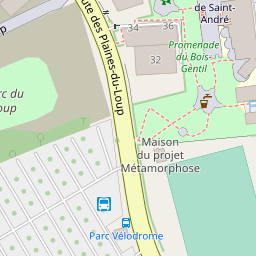 de Saint-
André
34
36
Promenade
du Bois-
Gentil
32
ute des Plaines-du-Loup
rc du
oup
Maison
du projet
Métamorphose
Parc Vélodrome